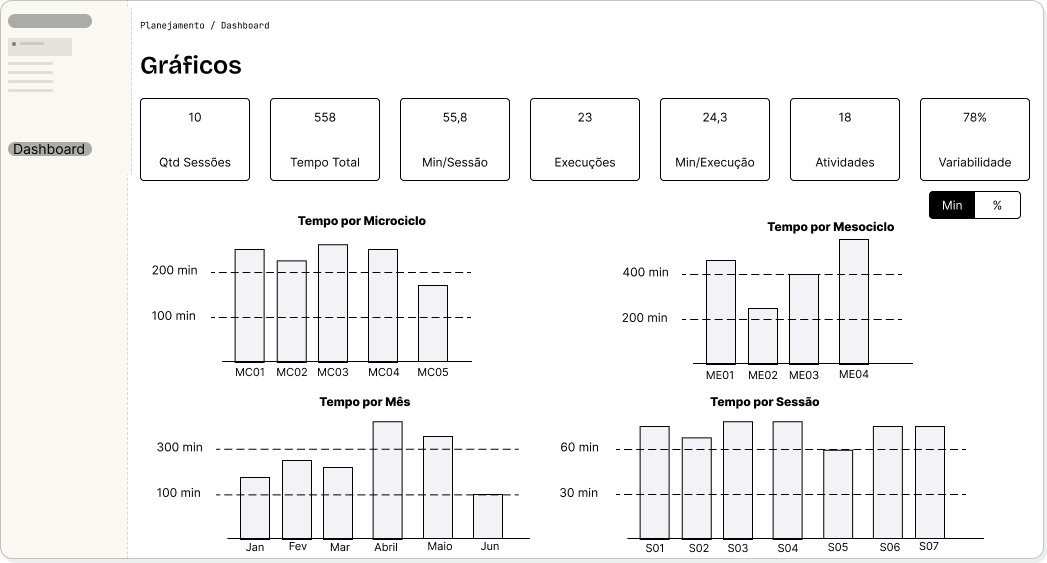 Planejamento / Dashboard
Gráficos
Dashboard
10
Qtd Sessões
558
Tempo Total
55,8
Min/Sessão
23
Execuções
24,3
Min/Execução
18
Atividades
78%
Variabilidade
Min
%
Tempo por Microciclo
200 min
100 min
MC01 MC02 MC03 MC04 MC05
Tempo por Mesociclo
400 min
200 min
ME01 ME02 ME03 ME04
Tempo por Mês
300 min
100 min
Jan Fev Mar Abril Maio Jun
Tempo por Sessão
60 min
30 min
S01 S02 S03 S04 S05 S06 S07